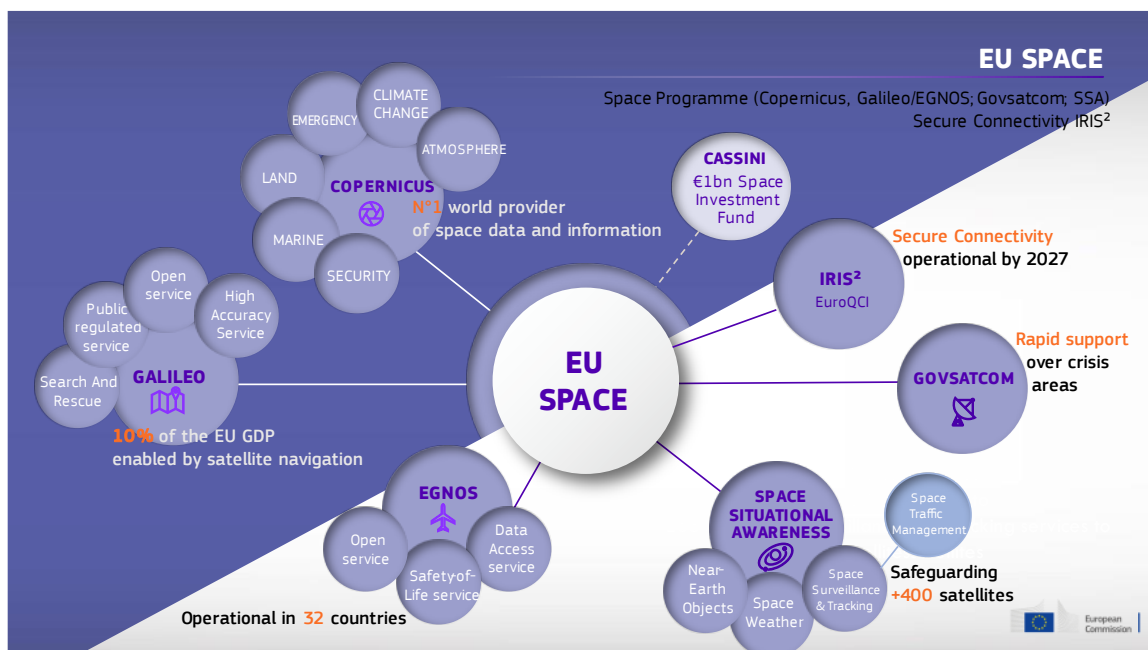 EU SPACE
Space Programme (Copernicus, Galileo/EGNOS; Govsatcom; SSA)
Secure Connectivity IRIS²
CLIMATE
CHANGE
EMERGENCY
ATMOSPHERE
LAND
COPERNICUS
MARINE
SECURITY
N°1 world provider
of space data and information
CASSINI
€1bn Space
Investment
Fund
IRIS²
EuroQCI
Secure Connectivity
operational by 2027
Open
service
Public
regulated
service
High
Accuracy
Service
Search And
Rescue
GALILEO
10% of the EU GDP
enabled by satellite navigation
EU
SPACE
GOVSATCOM
Rapid support
over crisis
areas
EGNOS
Open
service
Safety-of-
Life service
Data
Access
service
Operational in 32 countries
SPACE
SITUATIONAL
AWARENESS
Near-
Earth
Objects
Space
Weather
Space
Surveillance
& Tracking
Space
Traffic
Management
Safeguarding
+400 satellites
European
Commission